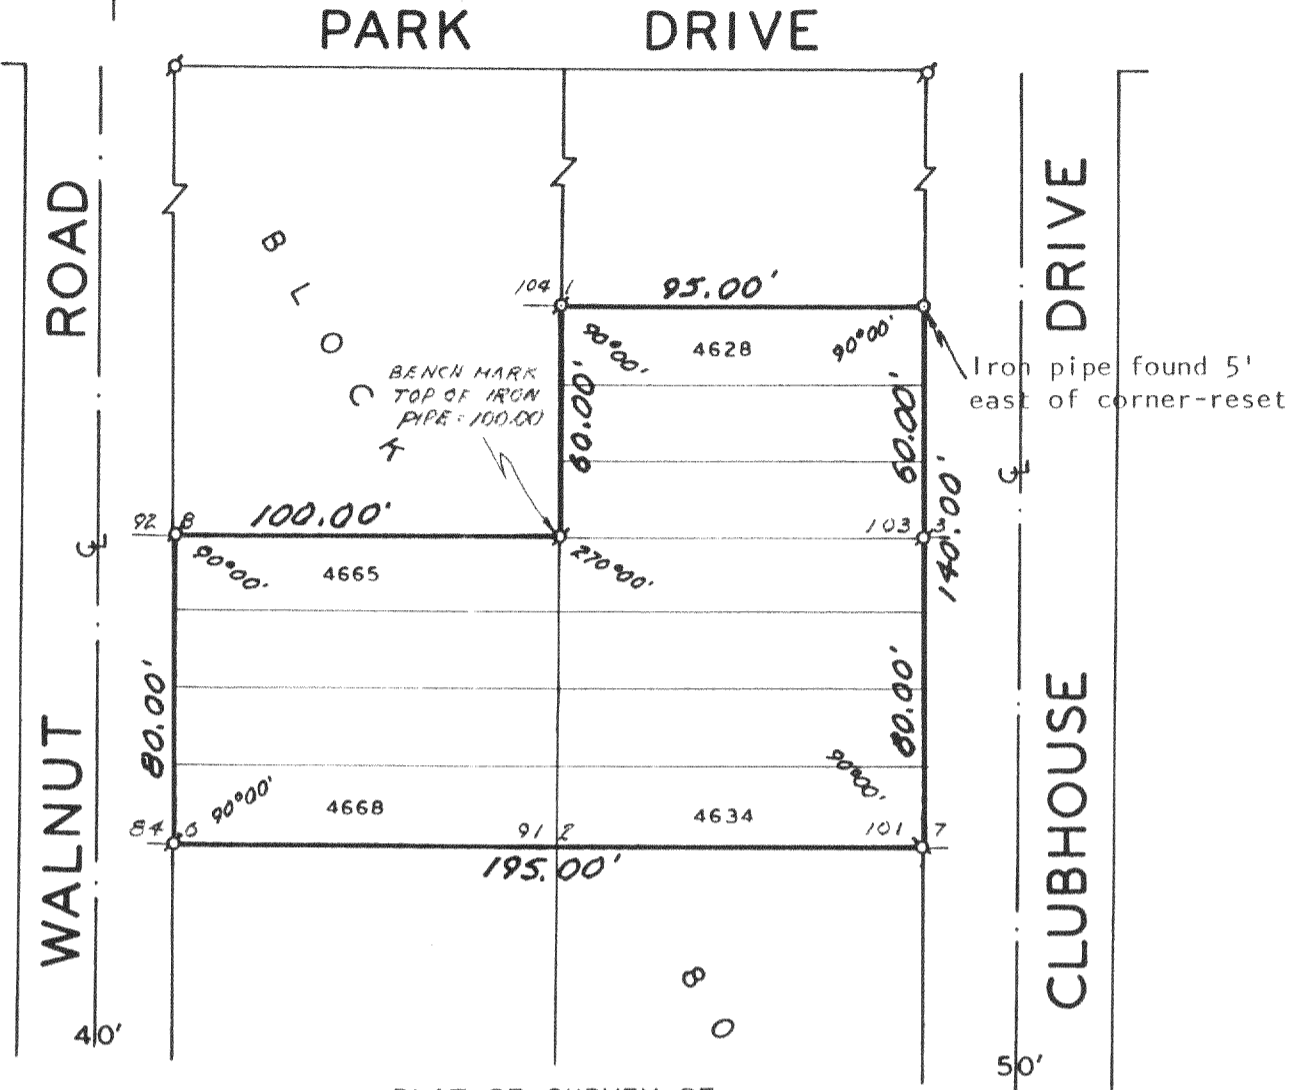 PARK DRIVE
ROAD
WALNUT
40'
BLOCK
80
DRIVE
CLUBHOUSE
50'
104 1
95.00'
90°00'
4628
90°00'
60.00'
60.00'
Iron pipe found 5'
east of corner-reset
BENCH MARK
TOP OF IRON
PIPE = 100.00
92 8
100.00'
103 3
140.00'
90°00'
4665
270°00'
80.00'
80.00'
90°00'
90°00'
4668
4634
84 6
91 2
101 7
195.00'